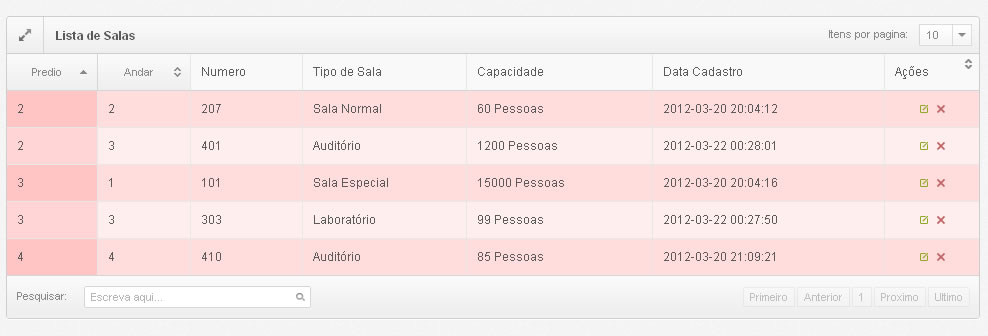 Lista de Salas Itens por pagina: 10
Predio Andar Numero Tipo de Sala Capacidade Data Cadastro Ações
2 2 207 Sala Normal 60 Pessoas 2012-03-20 20:04:12
2 3 401 Auditório 1200 Pessoas 2012-03-22 00:28:01
3 1 101 Sala Especial 15000 Pessoas 2012-03-20 20:04:16
3 3 303 Laboratório 99 Pessoas 2012-03-22 00:27:50
4 4 410 Auditório 85 Pessoas 2012-03-20 21:09:21
Pesquisar: Escreva aqui... Primeiro Anterior 1 Proximo Ultimo